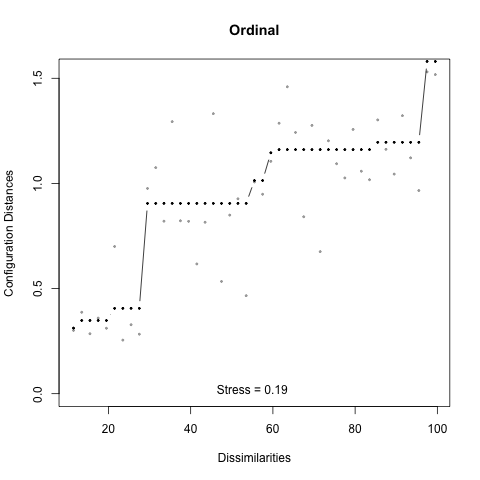 Ordinal
Configuration Distances
1.5
1.0
0.5
0.0
Stress = 0.19
20 40 60 80 100
Dissimilarities